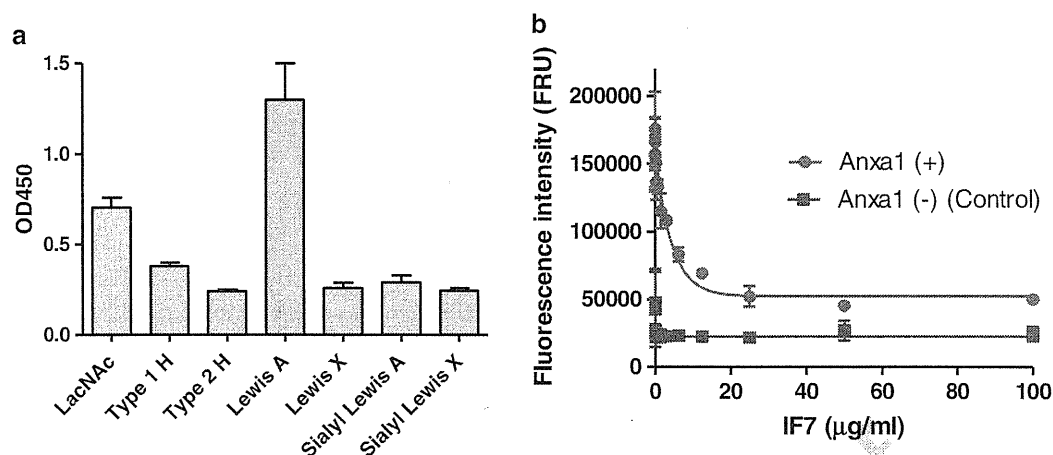 a
1.5
1.0
0.5
0.0
OD450
LacNAc
Type 1 H
Type 2 H
Lewis A
Lewis X
Sialyl Lewis A
Sialyl Lewis X
b
Fluorescence intensity (FRU)
200000
150000
100000
50000
0
Anxa1 (+)
Anxa1 (-) (Control)
0
20
40
60
80
100
IF7 (µg/ml)